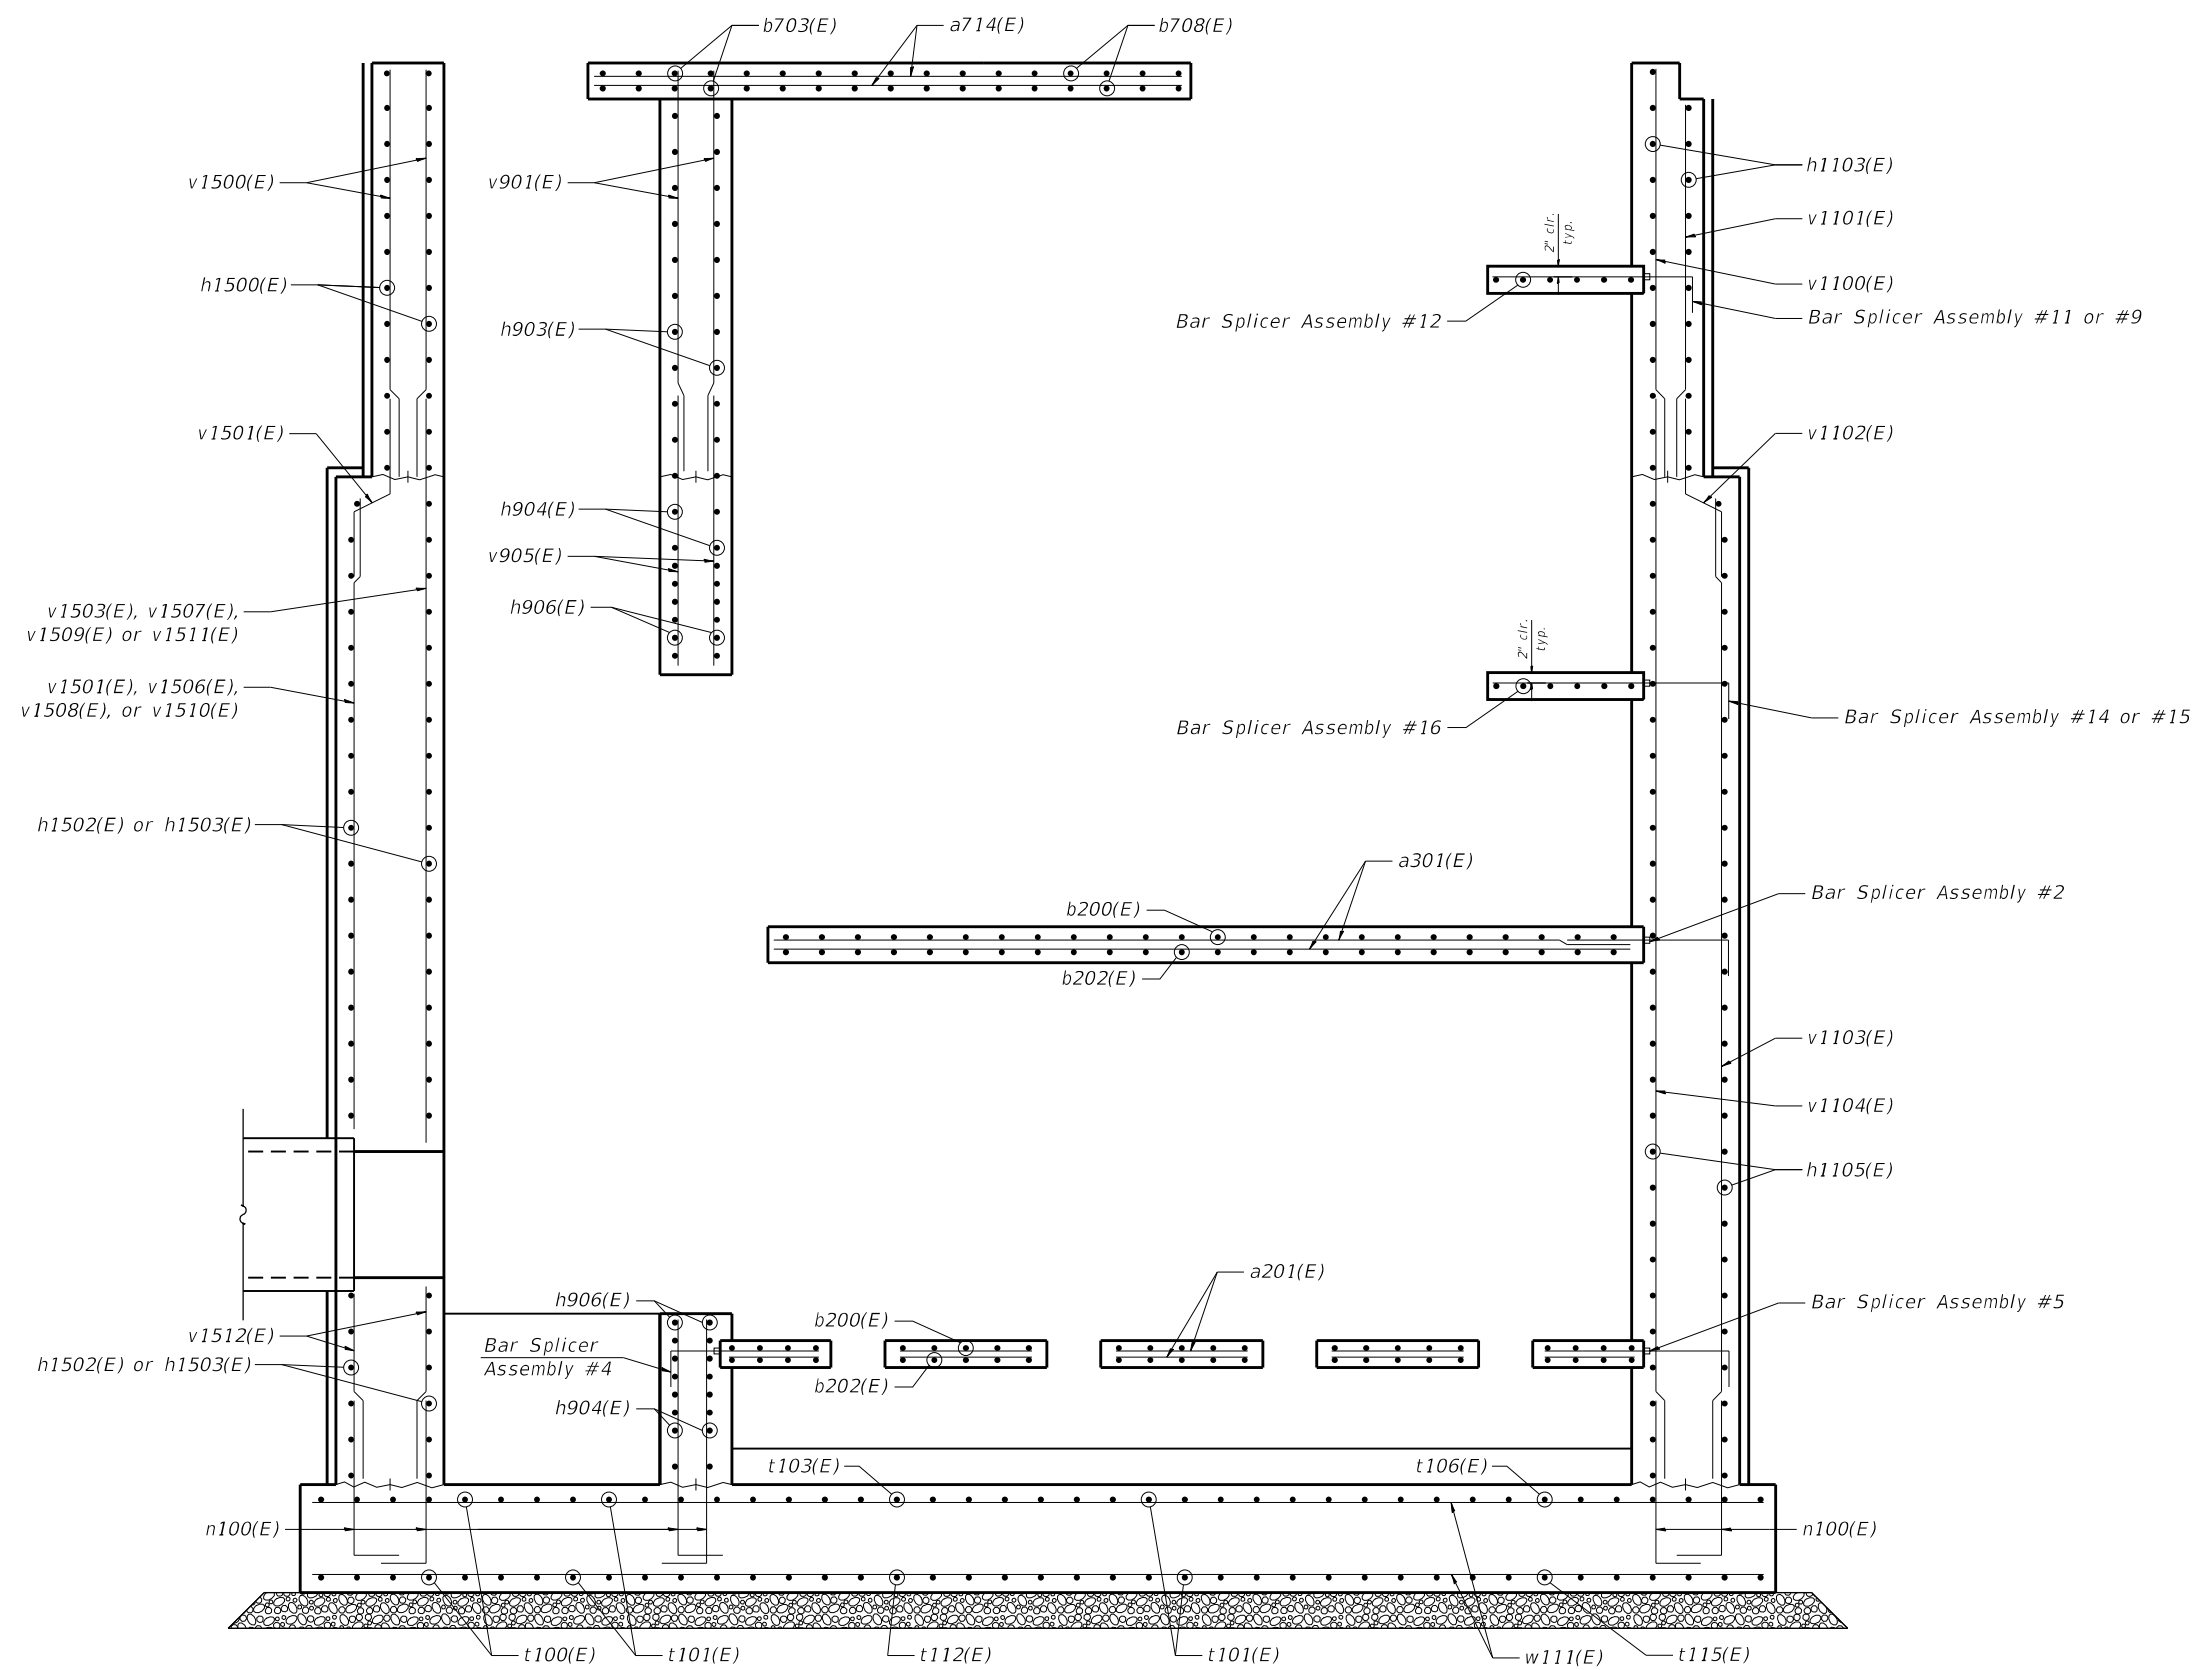 b703(E)
a714(E)
b708(E)
v1500(E)
v901(E)
h1103(E)
v1101(E)
2" clr.
typ.
h1500(E)
v1100(E)
h903(E)
Bar Splicer Assembly #12
Bar Splicer Assembly #11 or #9
v1501(E)
v1102(E)
h904(E)
v905(E)
h906(E)
v1503(E), v1507(E),
v1509(E) or v1511(E)
2" clr.
typ.
v1501(E), v1506(E),
v1508(E), or v1510(E)
Bar Splicer Assembly #16
Bar Splicer Assembly #14 or #15
h1502(E) or h1503(E)
a301(E)
Bar Splicer Assembly #2
b200(E)
b202(E)
v1103(E)
v1104(E)
h1105(E)
a201(E)
h906(E)
Bar Splicer Assembly #5
b200(E)
v1512(E)
Bar Splicer
Assembly #4
h1502(E) or h1503(E)
b202(E)
h904(E)
t103(E)
t106(E)
n100(E)
n100(E)
t100(E)
t101(E)
t112(E)
t101(E)
w111(E)
t115(E)